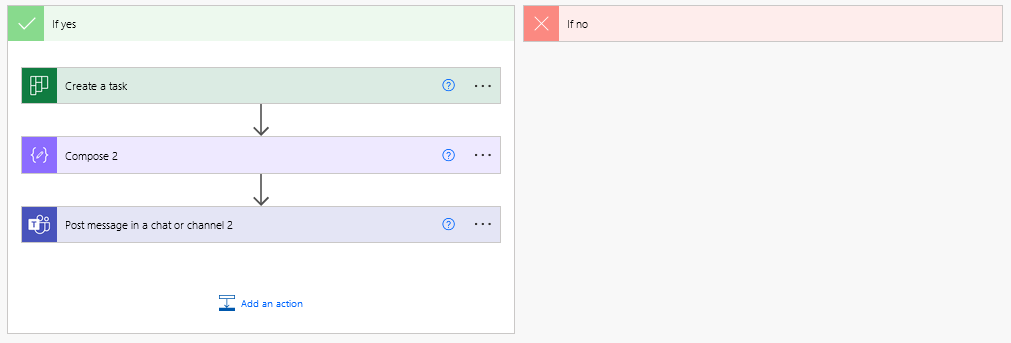 If yes
If no
Create a task
Compose 2
Post message in a chat or channel 2
Add an action